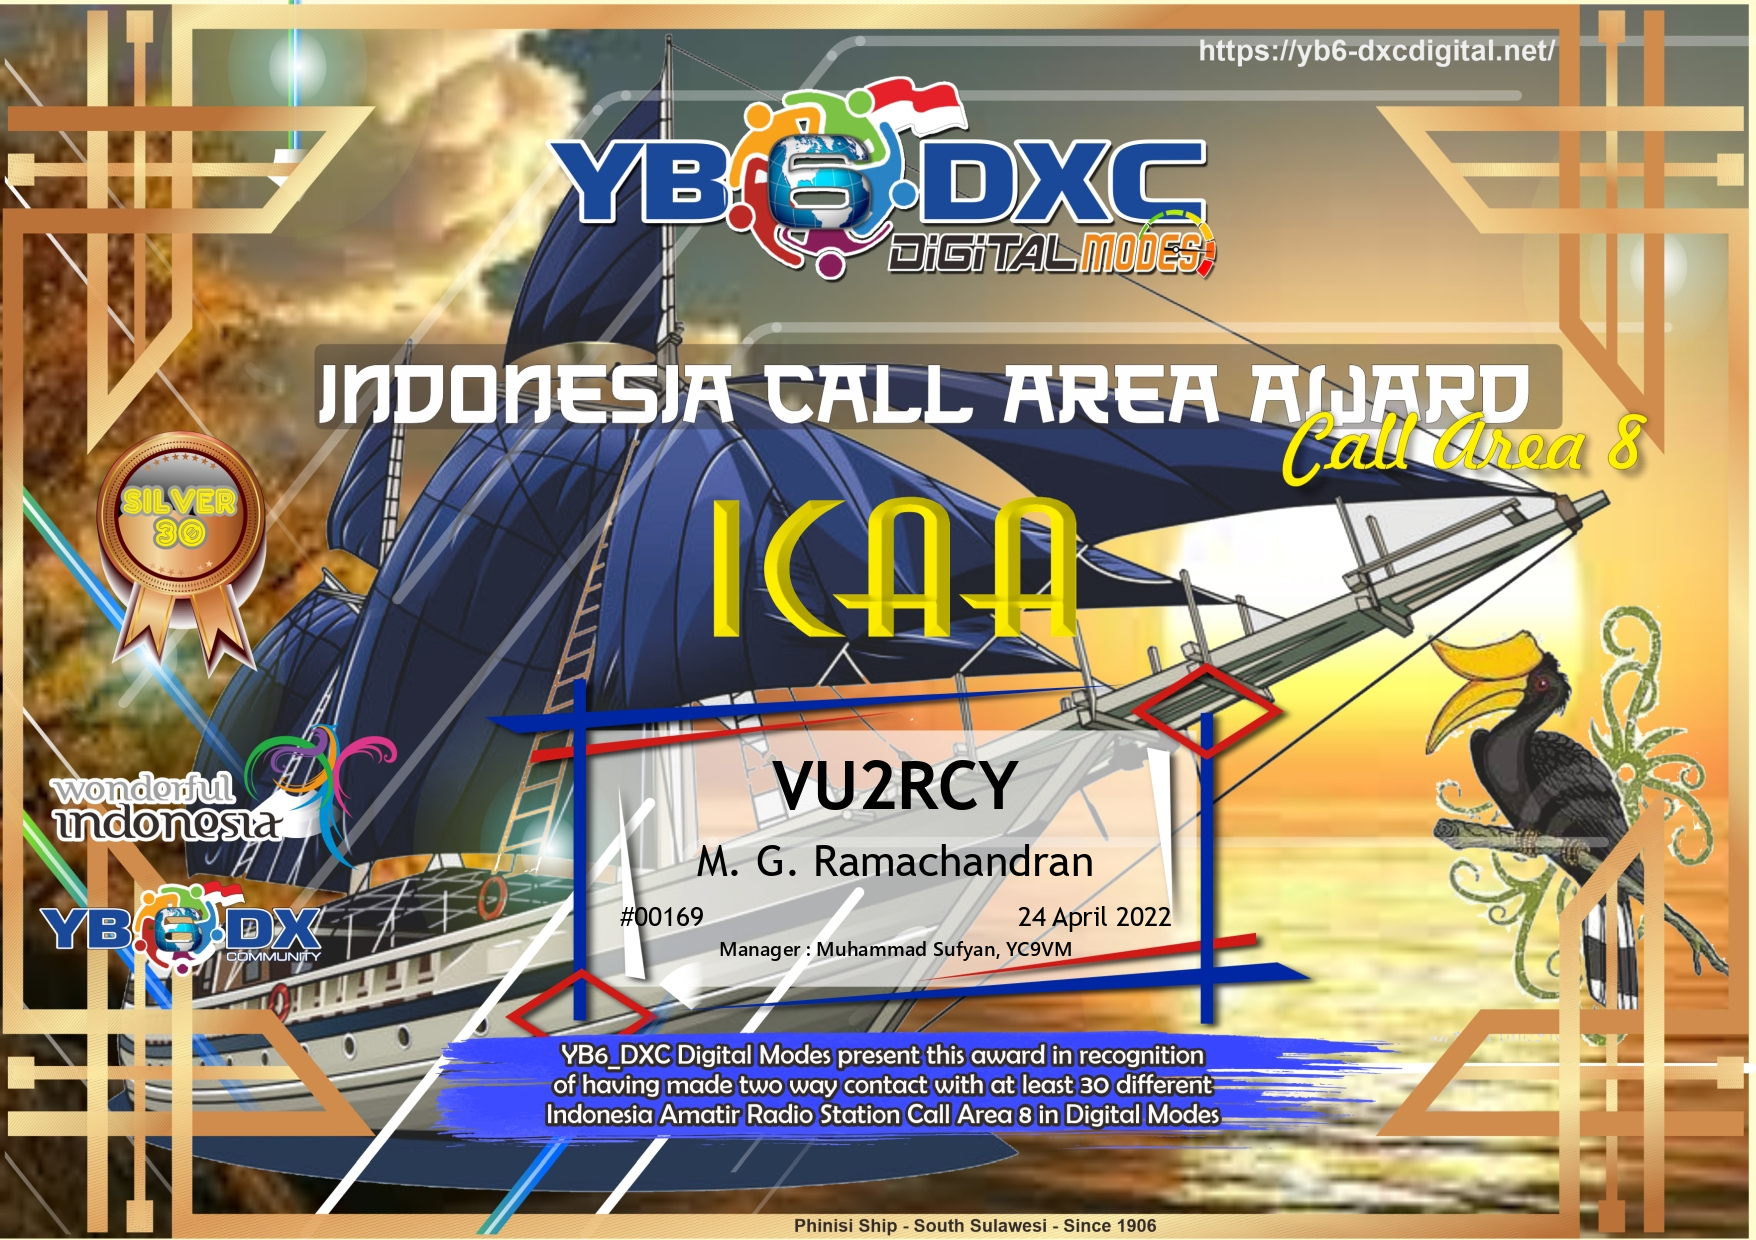 https://yb6-dxcdigital.net/
YB6DXC
DIGITAL MODES
INDONESIA CALL AREA AWARD
Call Area 8
SILVER
30
ICAA
wonderful
indonesia
VU2RCY
M. G. Ramachandran
#00169 24 April 2022
Manager : Muhammad Sufyan, YC9VM
YB6DX
COMMUNITY
YB6_DXC Digital Modes present this award in recognition
of having made two way contact with at least 30 different
Indonesia Amatir Radio Station Call Area 8 in Digital Modes
Phinisi Ship - South Sulawesi - Since 1906